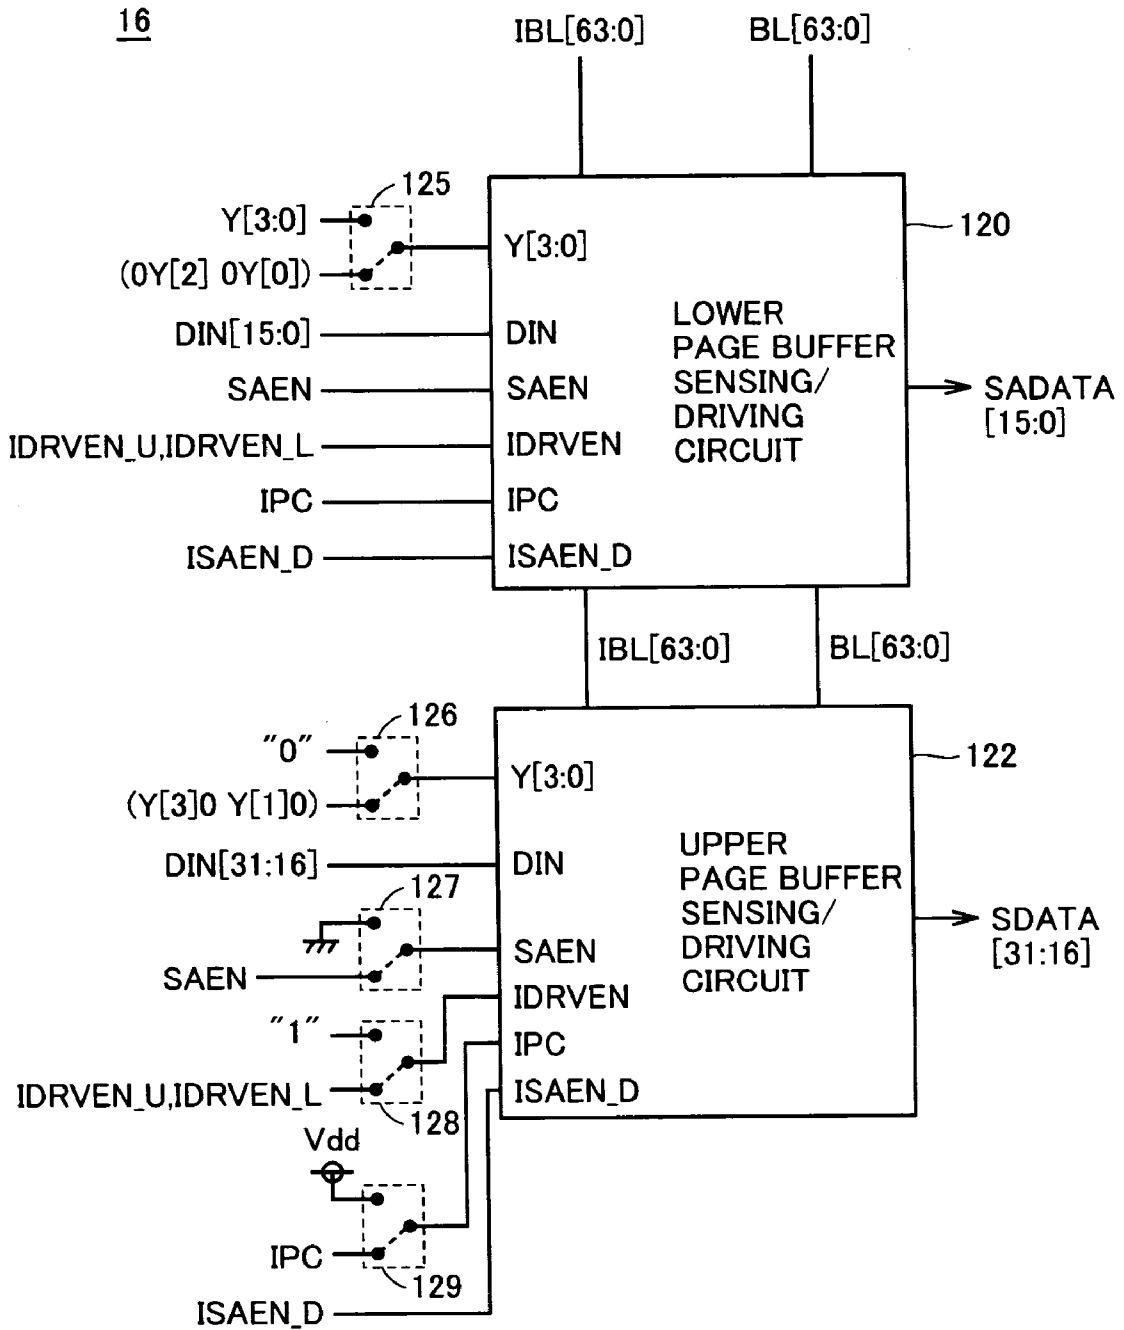 16
IBL[63:0] BL[63:0]
125
Y[3:0]
(0Y[2] 0Y[0])
Y[3:0]
120
DIN[15:0]
DIN
SAEN
SAEN
IDRVEN_U,IDRVEN_L
IDRVEN
IPC
IPC
ISAEN_D
ISAEN_D
LOWER
PAGE BUFFER
SENSING/
DRIVING
CIRCUIT
SADATA
[15:0]
IBL[63:0] BL[63:0]
126
"0"
(Y[3]0 Y[1]0)
Y[3:0]
122
DIN[31:16]
DIN
127
SAEN
SAEN
"1"
IDRVEN_U,IDRVEN_L
128
IDRVEN
IPC
ISAEN_D
UPPER
PAGE BUFFER
SENSING/
DRIVING
CIRCUIT
SDATA
[31:16]
Vdd
IPC
129
ISAEN_D